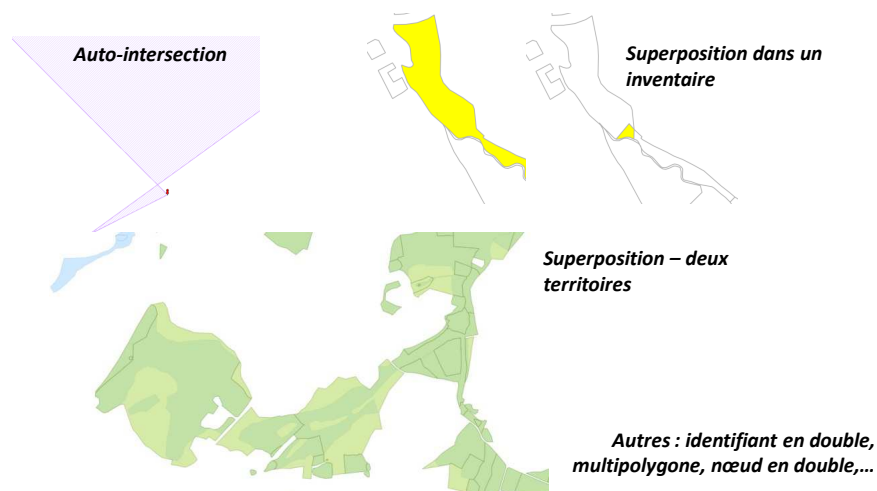 Auto-intersection
Superposition dans un
inventaire
Superposition – deux
territoires
Autres : identifiant en double,
multipolygone, nœud en double,…